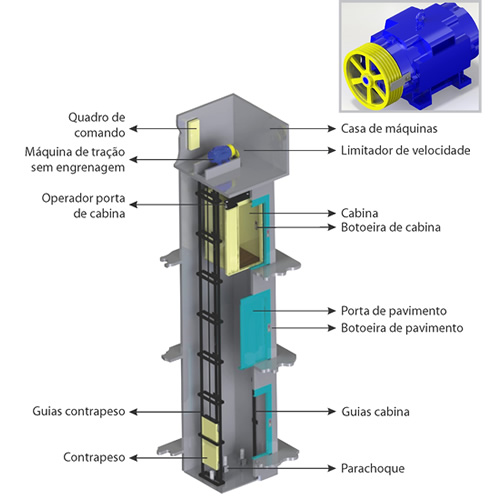 Quadro de
comando
Casa de máquinas
Máquina de tração
sem engrenagem
Limitador de velocidade
Operador porta
de cabina
Cabina
Botoeira de cabina
Porta de pavimento
Botoeira de pavimento
Guias contrapeso
Guias cabina
Contrapeso
Parachoque